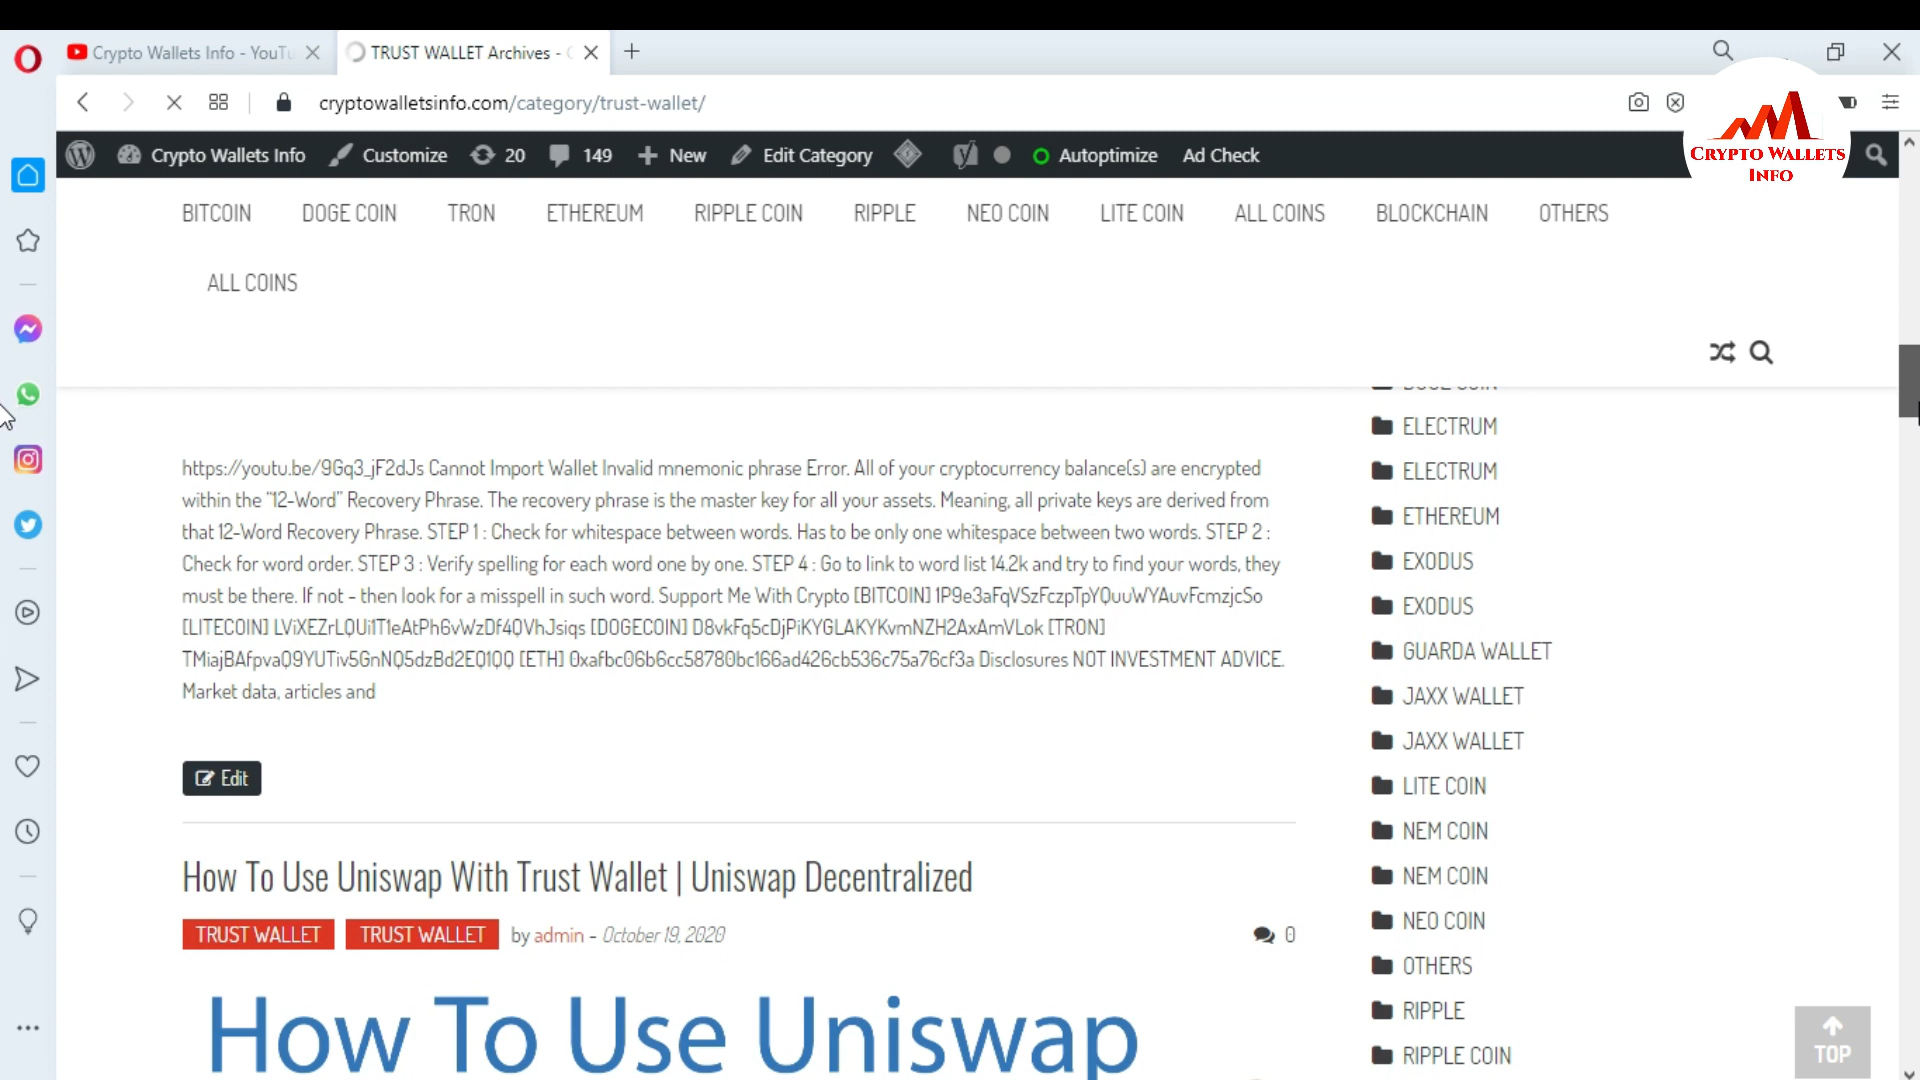 Crypto Wallets Info - YouTu
TRUST WALLET Archives -
cryptowalletsinfo.com/category/trust-wallet/
Crypto Wallets Info
Customize
20
149
New
Edit Category
Autoptimize
Ad Check
CRYPTO WALLETS
INFO
BITCOIN DOGE COIN TRON ETHEREUM RIPPLE COIN RIPPLE NEO COIN LITE COIN ALL COINS BLOCKCHAIN OTHERS
ALL COINS
https://youtu.be/9Gq3_jF2dJs Cannot Import Wallet Invalid mnemonic phrase Error. All of your cryptocurrency balance(s) are encrypted
within the “12-Word” Recovery Phrase. The recovery phrase is the master key for all your assets. Meaning, all private keys are derived from
that 12-Word Recovery Phrase. STEP 1 : Check for whitespace between words. Has to be only one whitespace between two words. STEP 2 :
Check for word order. STEP 3 : Verify spelling for each word one by one. STEP 4 : Go to link to word list 14.2k and try to find your words, they
must be there. If not - then look for a misspell in such word. Support Me With Crypto [BITCOIN] 1P9e3aFqVSzFczpTpYQuuWYAuvFcmzjcSo
[LITECOIN] LViXEZrLQUi1T1eAtPh6vWzDf4QVhJsiqs [DOGECOIN] D8vkFq5cDjPiKYGLAKYKvmNZH2AxAmVLok [TRON]
TMiajBAfpvaQ9YUTiv5GnNQ5dzBd2EQ1QQ [ETH] 0xafbc06b6cc58780bc166ad426cb536c75a76cf3a Disclosures NOT INVESTMENT ADVICE.
Market data, articles and
Edit
How To Use Uniswap With Trust Wallet | Uniswap Decentralized
TRUST WALLET TRUST WALLET by admin - October 19, 2020
0
How To Use Uniswap
DOGE COIN
ELECTRUM
ELECTRUM
ETHEREUM
EXODUS
EXODUS
GUARDA WALLET
JAXX WALLET
JAXX WALLET
LITE COIN
NEM COIN
NEM COIN
NEO COIN
OTHERS
RIPPLE
RIPPLE COIN
TOP